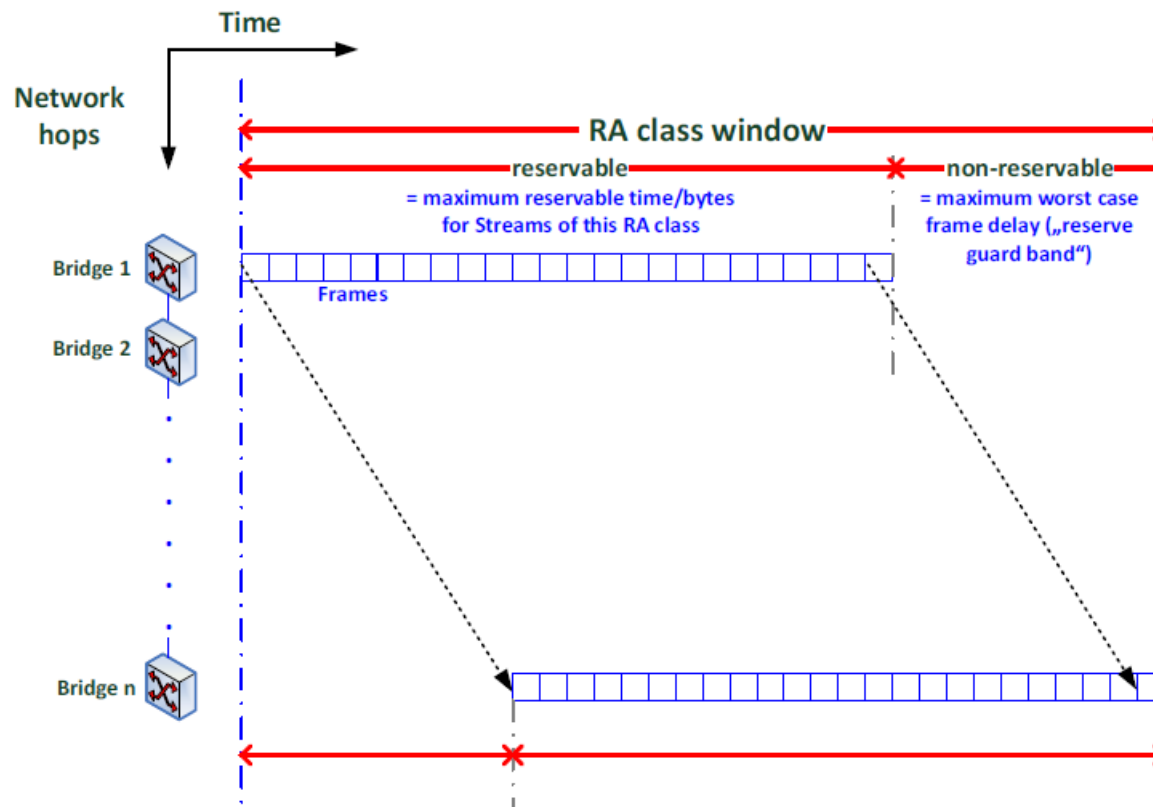 Time
Network
hops
RA class window
reservable
non-reservable
= maximum reservable time/bytes
for Streams of this RA class
= maximum worst case
frame delay („reserve
guard band“)
Bridge 1
Frames
Bridge 2
Bridge n